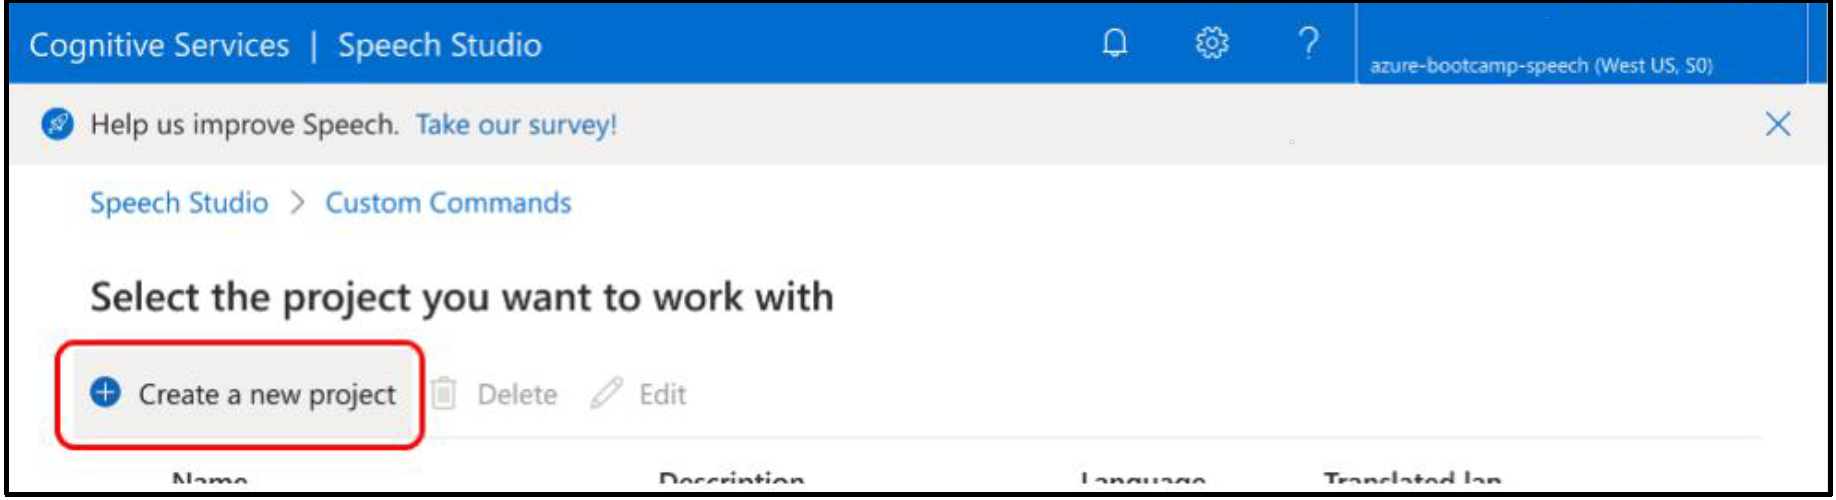 Cognitive Services | Speech Studio
azure-bootcamp-speech (West US, S0)
Help us improve Speech. Take our survey!
Speech Studio > Custom Commands
Select the project you want to work with
Create a new project Delete Edit
Name Description Language Translated lan